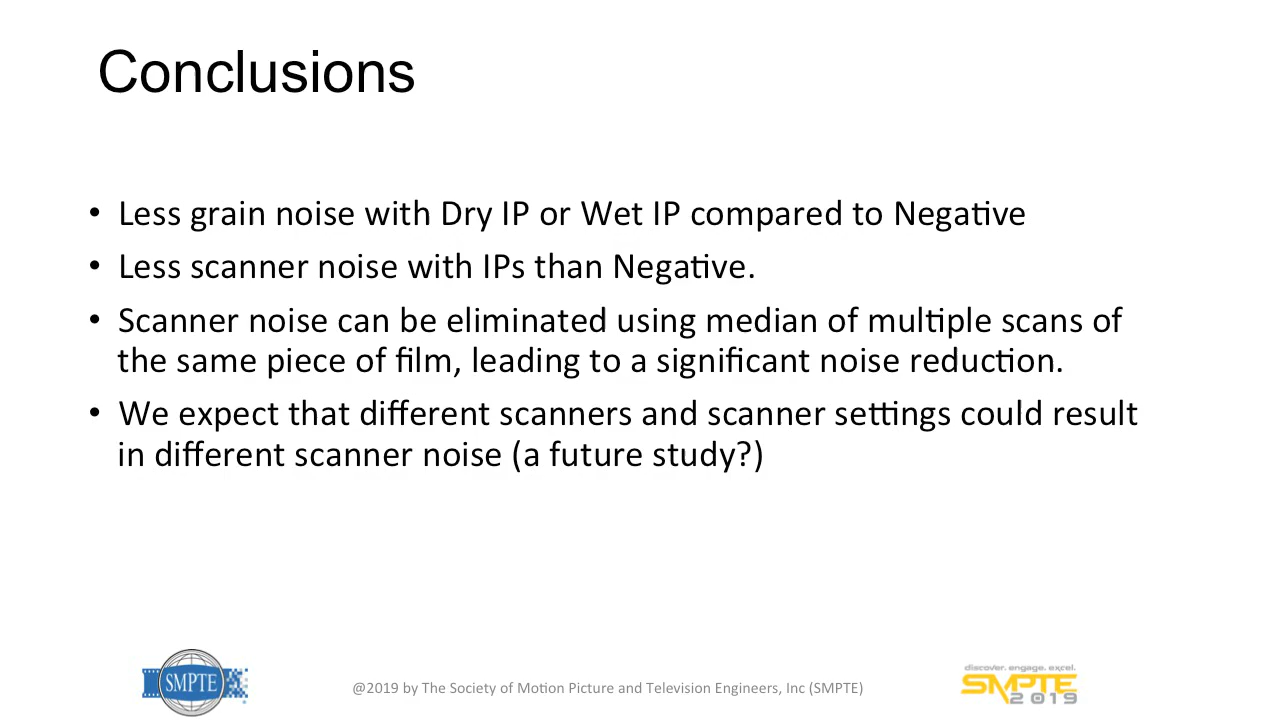 Conclusions
• Less grain noise with Dry IP or Wet IP compared to Negative
• Less scanner noise with IPs than Negative.
• Scanner noise can be eliminated using median of multiple scans of
the same piece of film, leading to a significant noise reduction.
• We expect that different scanners and scanner settings could result
in different scanner noise (a future study?)
SMPTE
@2019 by The Society of Motion Picture and Television Engineers, Inc (SMPTE)
discover. engage. excel.
SMPTE
2019